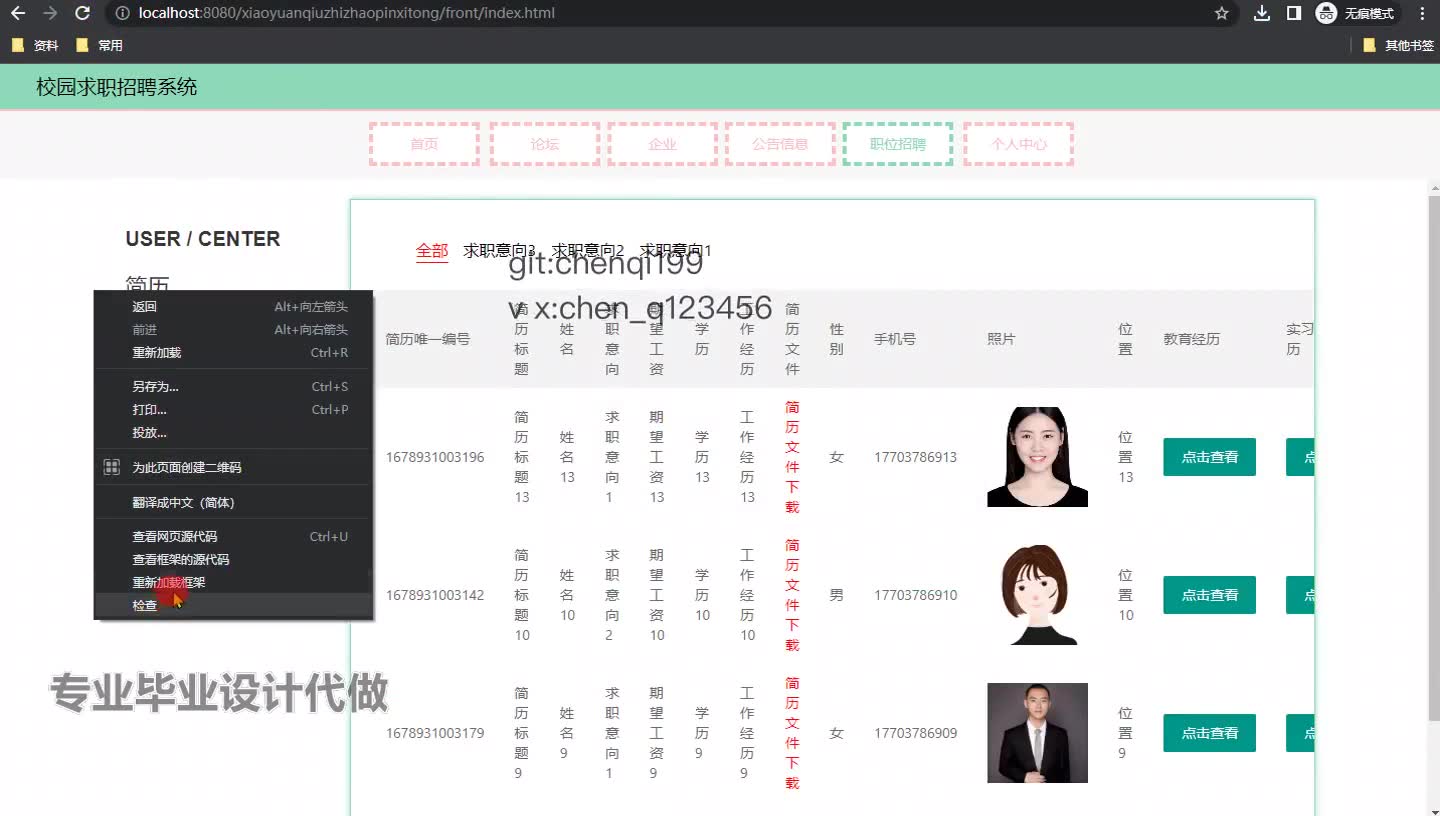 localhost:8080/xiaoyuanqiuzhizhaopinxitong/front/index.html
无痕模式
资料
常用
其他书签
校园求职招聘系统
首页
论坛
企业
公告信息
职位招聘
个人中心
USER / CENTER
简历
全部 求职意向3 求职意向2 求职意向1
git:chenqi199
v x:chen_q123456
简历唯一编号 简历标题 姓名 求职意向 期望工资 学历 工作经历 简历文件 性别 手机号 照片 位置 教育经历 实习历
1678931003196 简历标题13 姓名13 求职意向1 期望工资13 学历13 工作经历13 简历文件下载 女 17703786913 位置13 点击查看 点
1678931003142 简历标题10 姓名10 求职意向2 期望工资10 学历10 工作经历10 简历文件下载 男 17703786910 位置10 点击查看 点
1678931003179 简历标题9 姓名9 求职意向1 期望工资9 学历9 工作经历9 简历文件下载 女 17703786909 位置9 点击查看 点
返回 Alt+向左箭头
前进 Alt+向右箭头
重新加载 Ctrl+R
另存为... Ctrl+S
打印... Ctrl+P
投放...
为此页面创建二维码
翻译成中文（简体）
查看网页源代码 Ctrl+U
查看框架的源代码
重新加载框架
检查
专业毕业设计代做